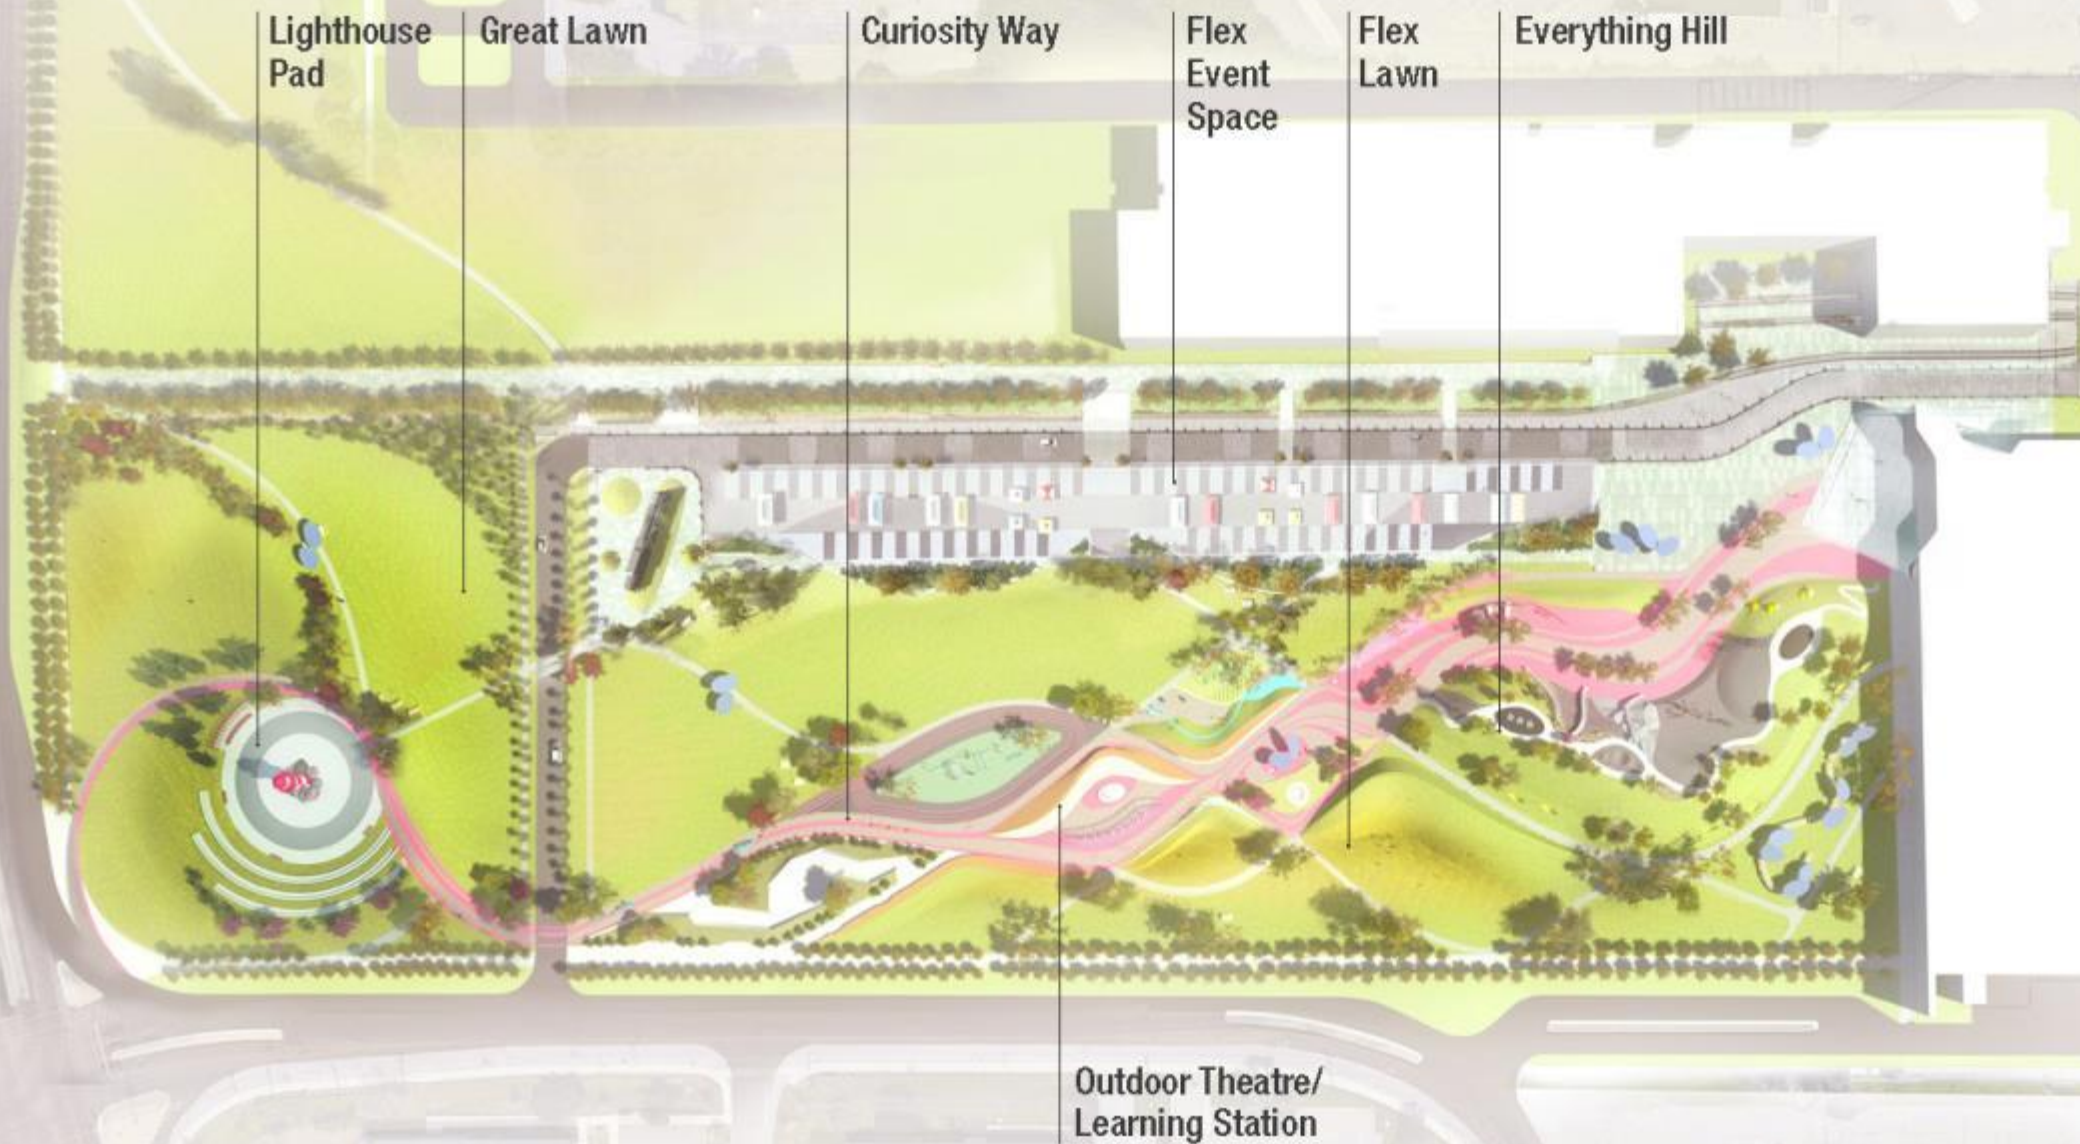 Lighthouse
Pad
Great Lawn
Curiosity Way
Flex
Event
Space
Flex
Lawn
Everything Hill
Outdoor Theatre/
Learning Station